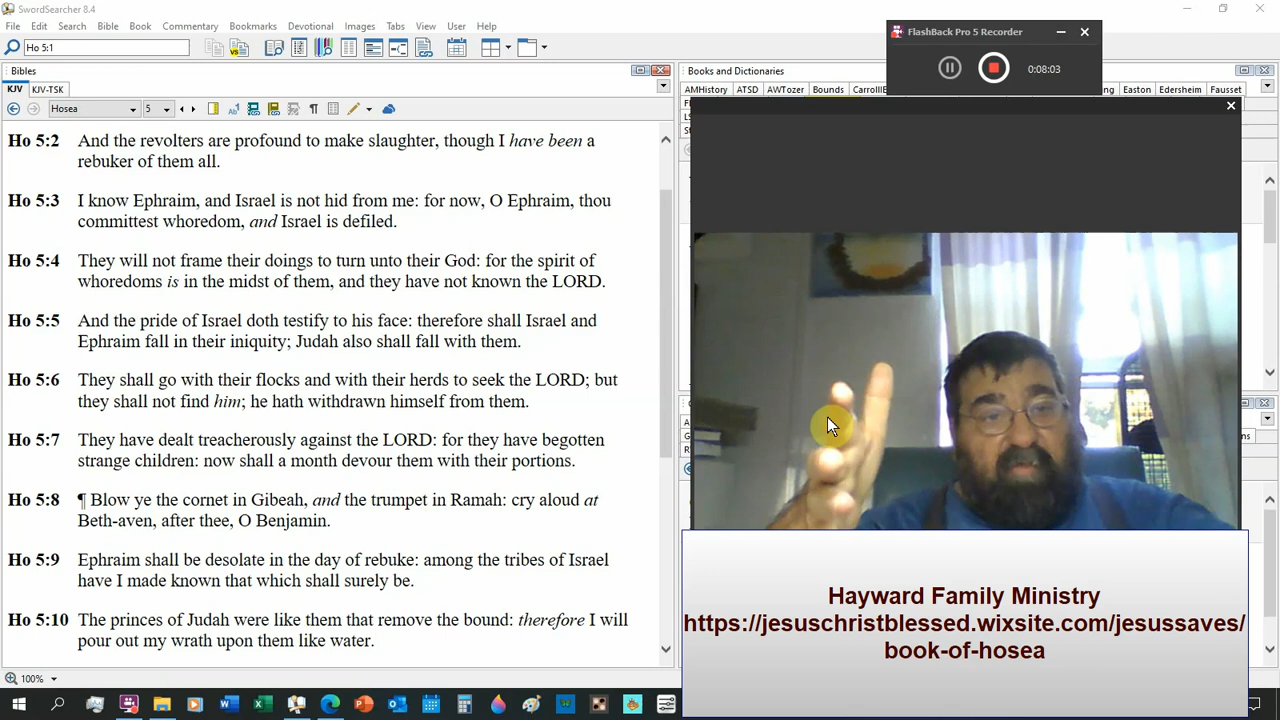 SwordSearcher 8.4
File Edit Search Bible Book Commentary Bookmarks Devotional Images Tabs View User Help
Ho 5:1
FlashBack Pro 5 Recorder
0:08:03
Bibles
KJV KJV-TSK
Hosea 5
Books and Dictionaries
AMHistory ATSD AWTozer Bounds Easton Edersheim Fausset
Ho 5:2 And the revolters are profound to make slaughter, though I have been a
rebuker of them all.
Ho 5:3 I know Ephraim, and Israel is not hid from me: for now, O Ephraim, thou
committest whoredom, and Israel is defiled.
Ho 5:4 They will not frame their doings to turn unto their God: for the spirit of
whoredoms is in the midst of them, and they have not known the LORD.
Ho 5:5 And the pride of Israel doth testify to his face: therefore shall Israel and
Ephraim fall in their iniquity; Judah also shall fall with them.
Ho 5:6 They shall go with their flocks and with their herds to seek the LORD; but
they shall not find him; he hath withdrawn himself from them.
Ho 5:7 They have dealt treacherously against the LORD: for they have begotten
strange children: now shall a month devour them with their portions.
Ho 5:8 ¶ Blow ye the cornet in Gibeah, and the trumpet in Ramah: cry aloud at
Beth-aven, after thee, O Benjamin.
Ho 5:9 Ephraim shall be desolate in the day of rebuke: among the tribes of Israel
have I made known that which shall surely be.
Ho 5:10 The princes of Judah were like them that remove the bound: therefore I will
pour out my wrath upon them like water.
100%
Hayward Family Ministry
https://jesuschristblessed.wixsite.com/jesussaves/
book-of-hosea